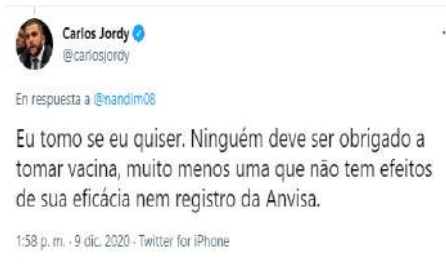 Carlos Jordy
@carlosjordy
En respuesta a @nandim08
Eu tomo se eu quiser. Ninguém deve ser obrigado a
tomar vacina, muito menos uma que não tem efeitos
de sua eficácia nem registro da Anvisa.
1:58 p. m. · 9 dic. 2020 · Twitter for iPhone